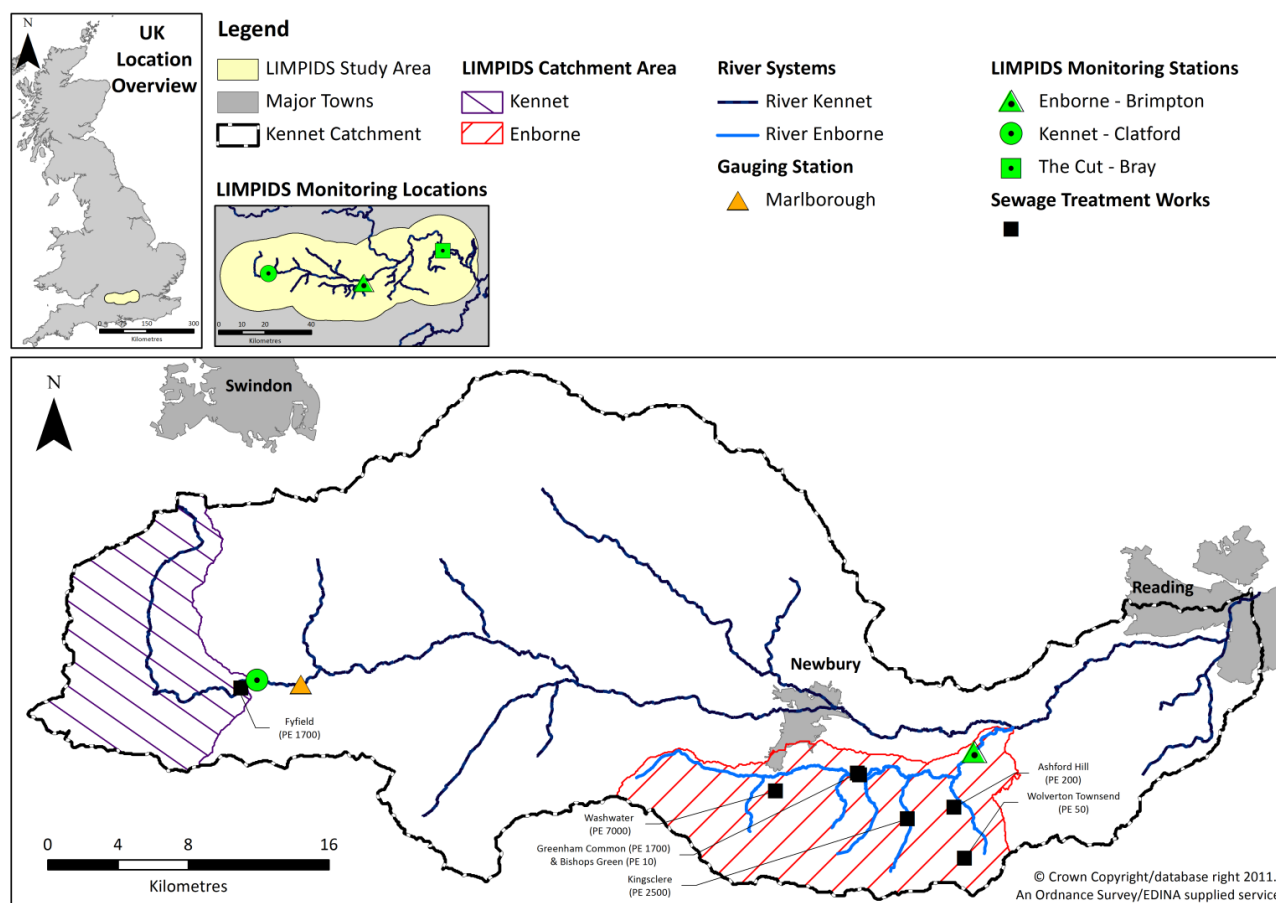 N
UK
Location
Overview
0
75
150
300
Kilometres
Legend
LIMPIDS Study Area
Major Towns
Kennet Catchment
LIMPIDS Catchment Area
Kennet
Enborne
River Systems
River Kennet
River Enborne
Gauging Station
Marlborough
LIMPIDS Monitoring Stations
Enborne - Brimpton
Kennet - Clatford
The Cut - Bray
Sewage Treatment Works
LIMPIDS Monitoring Locations
0
20
40
Kilometres
N
Swindon
Reading
Newbury
Fyfield
(PE 1700)
Ashford Hill
(PE 200)
Wolverton Townsend
(PE 50)
Washwater
(PE 7000)
Greenham Common (PE 1700)
& Bishops Green (PE 10)
Kingsclere
(PE 2500)
0
4
8
16
Kilometres
© Crown Copyright/database right 2011.
An Ordnance Survey/EDINA supplied service